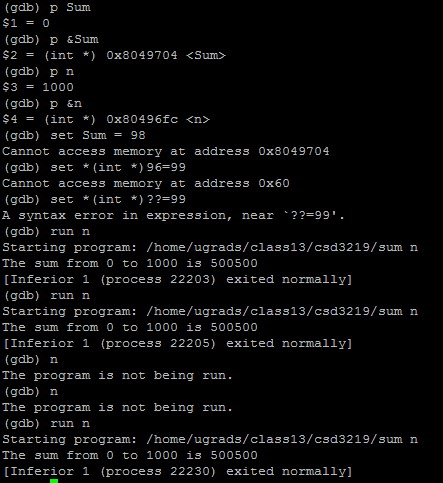 (gdb) p Sum
$1 = 0
(gdb) p &Sum
$2 = (int *) 0x8049704 <Sum>
(gdb) p n
$3 = 1000
(gdb) p &n
$4 = (int *) 0x80496fc <n>
(gdb) set Sum = 98
Cannot access memory at address 0x8049704
(gdb) set *(int *)96=99
Cannot access memory at address 0x60
(gdb) set *(int *)??=99
A syntax error in expression, near `??=99'.
(gdb) run n
Starting program: /home/ugrads/class13/csd3219/sum n
The sum from 0 to 1000 is 500500
[Inferior 1 (process 22203) exited normally]
(gdb) run n
Starting program: /home/ugrads/class13/csd3219/sum n
The sum from 0 to 1000 is 500500
[Inferior 1 (process 22205) exited normally]
(gdb) n
The program is not being run.
(gdb) n
The program is not being run.
(gdb) run n
Starting program: /home/ugrads/class13/csd3219/sum n
The sum from 0 to 1000 is 500500
[Inferior 1 (process 22230) exited normally]